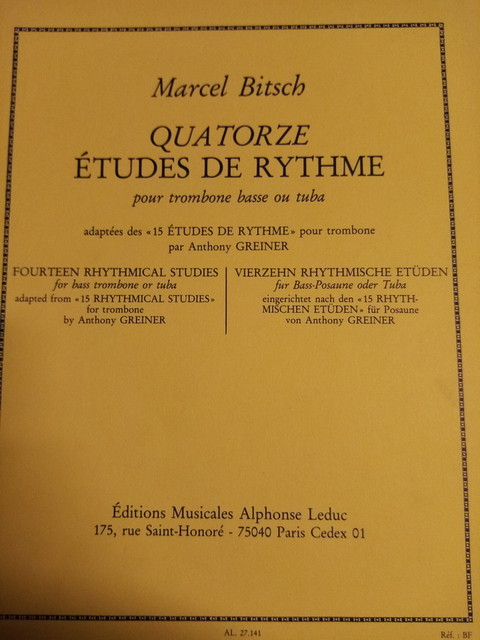 Marcel Bitsch
QUATORZE
ÉTUDES DE RYTHME
pour trombone basse ou tuba
adaptées des «15 ÉTUDES DE RYTHME» pour trombone
par Anthony GREINER
FOURTEEN RHYTHMICAL STUDIES
for bass trombone or tuba
adapted from «15 RHYTHMICAL STUDIES»
for trombone
by Anthony GREINER
VIERZEHN RHYTHMISCHE ETÜDEN
fur Bass-Posaune oder Tuba
eingerichtet nach den «15 RHYTH-
MISCHEN ETÜDEN» für Posaune
von Anthony GREINER
Éditions Musicales Alphonse Leduc
175, rue Saint-Honoré - 75040 Paris Cedex 01
AL. 27.141
Réf. : BF